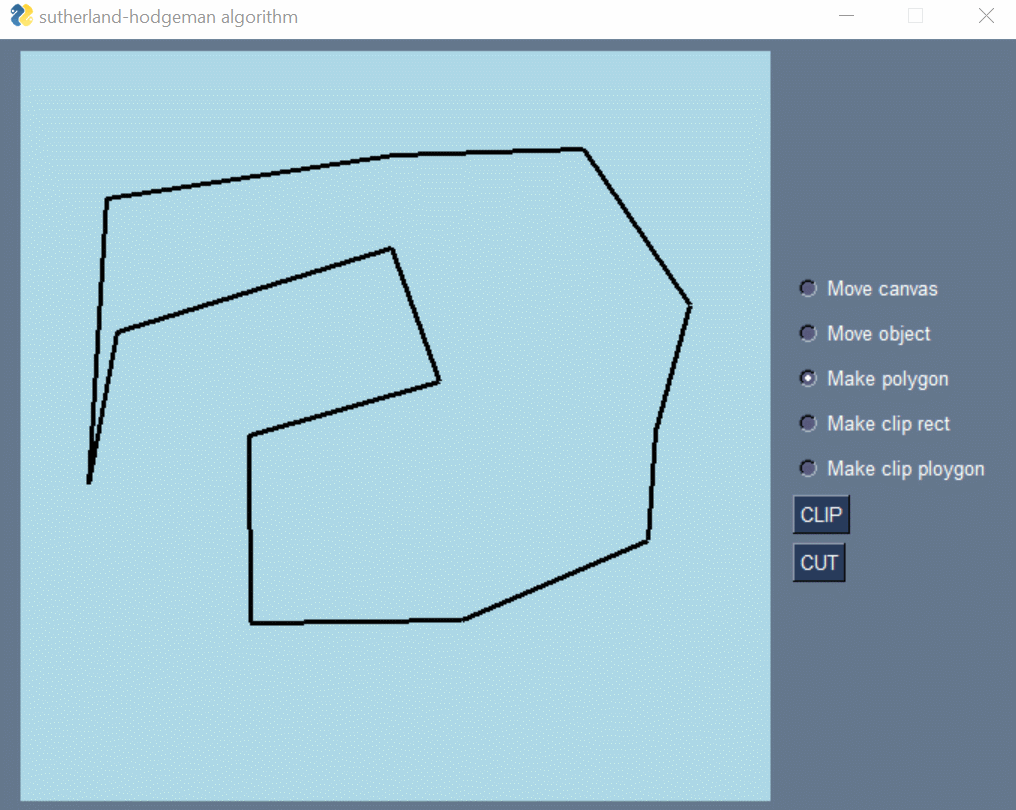 sutherland-hodgeman algorithm
Move canvas
Move object
Make polygon
Make clip rect
Make clip ploygon
CLIP
CUT